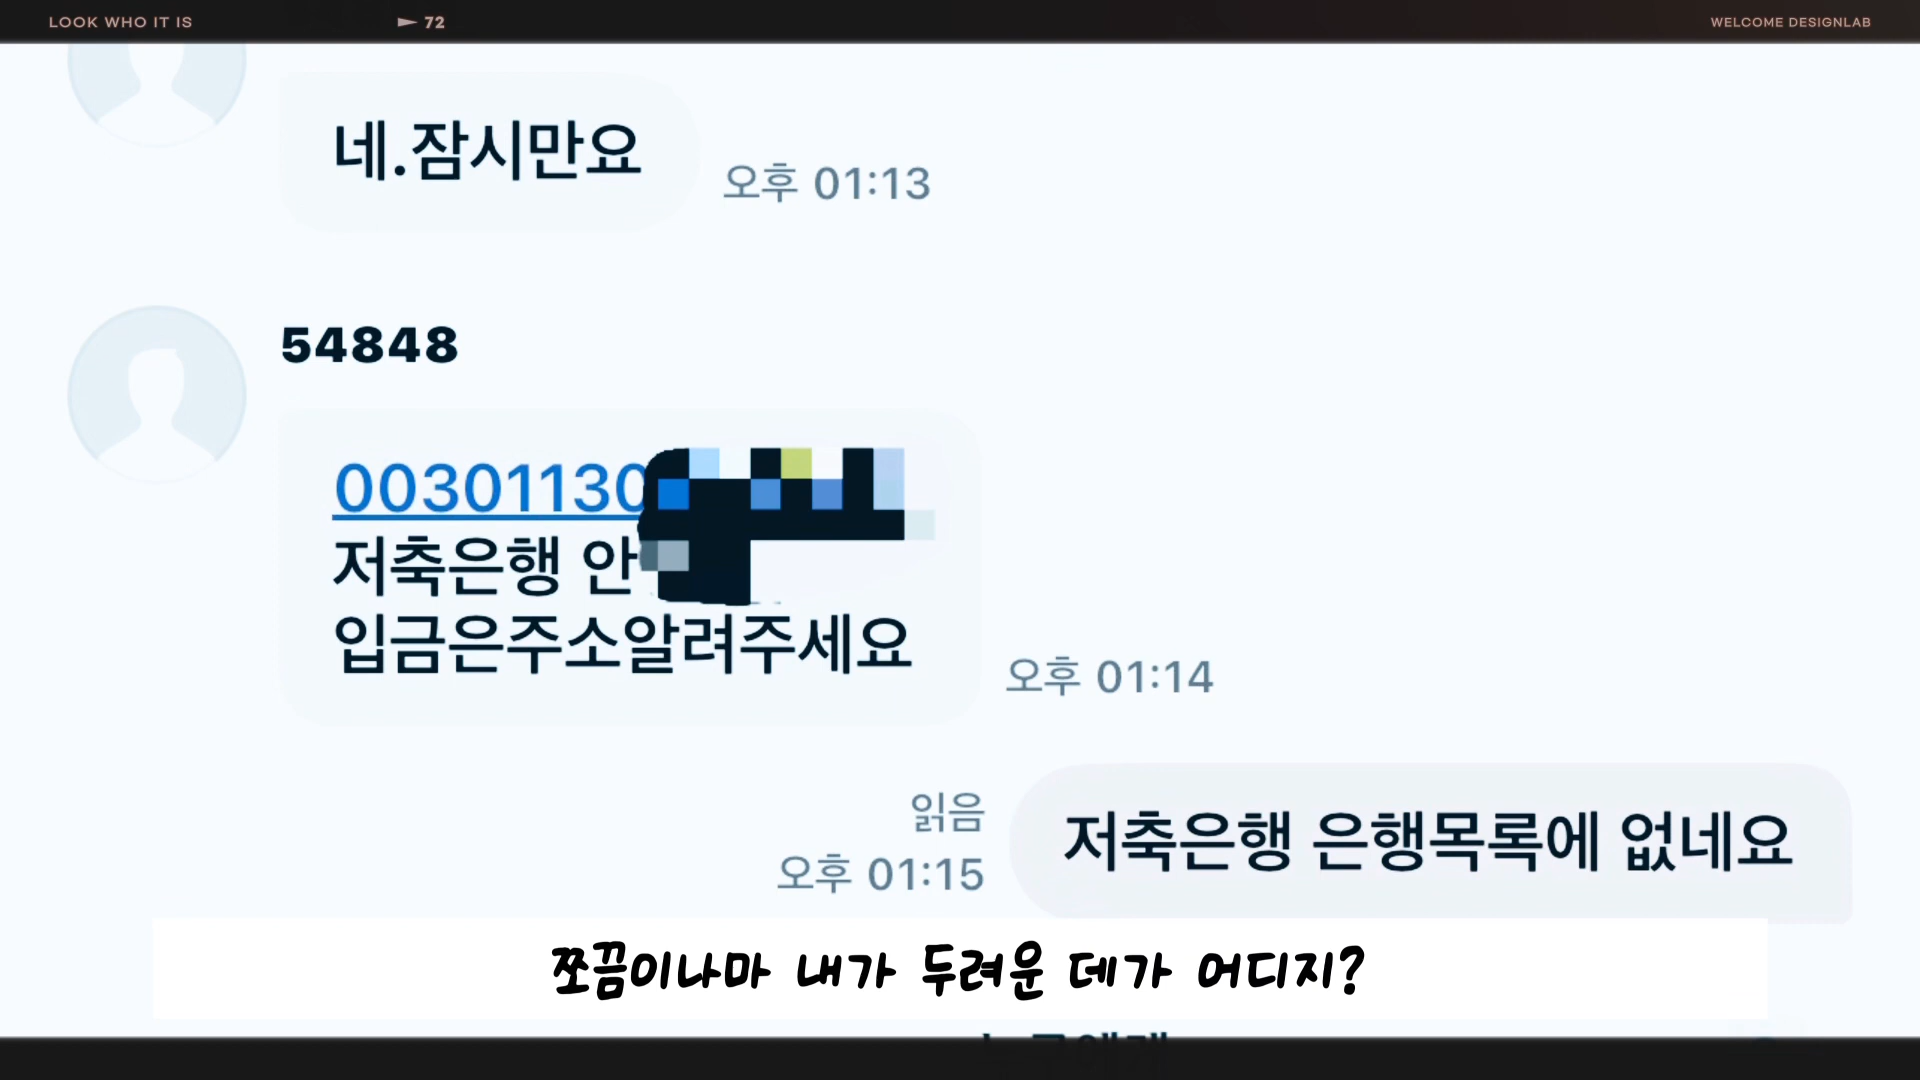 LOOK WHO IT IS
► 72
WELCOME DESIGNLAB
네.잠시만요
오후 01:13
54848
00301130
저축은행 안
입금은주소알려주세요
오후 01:14
읽음
오후 01:15
저축은행 은행목록에 없네요
쪼끔이나마 내가 두려운 데가 어디지?